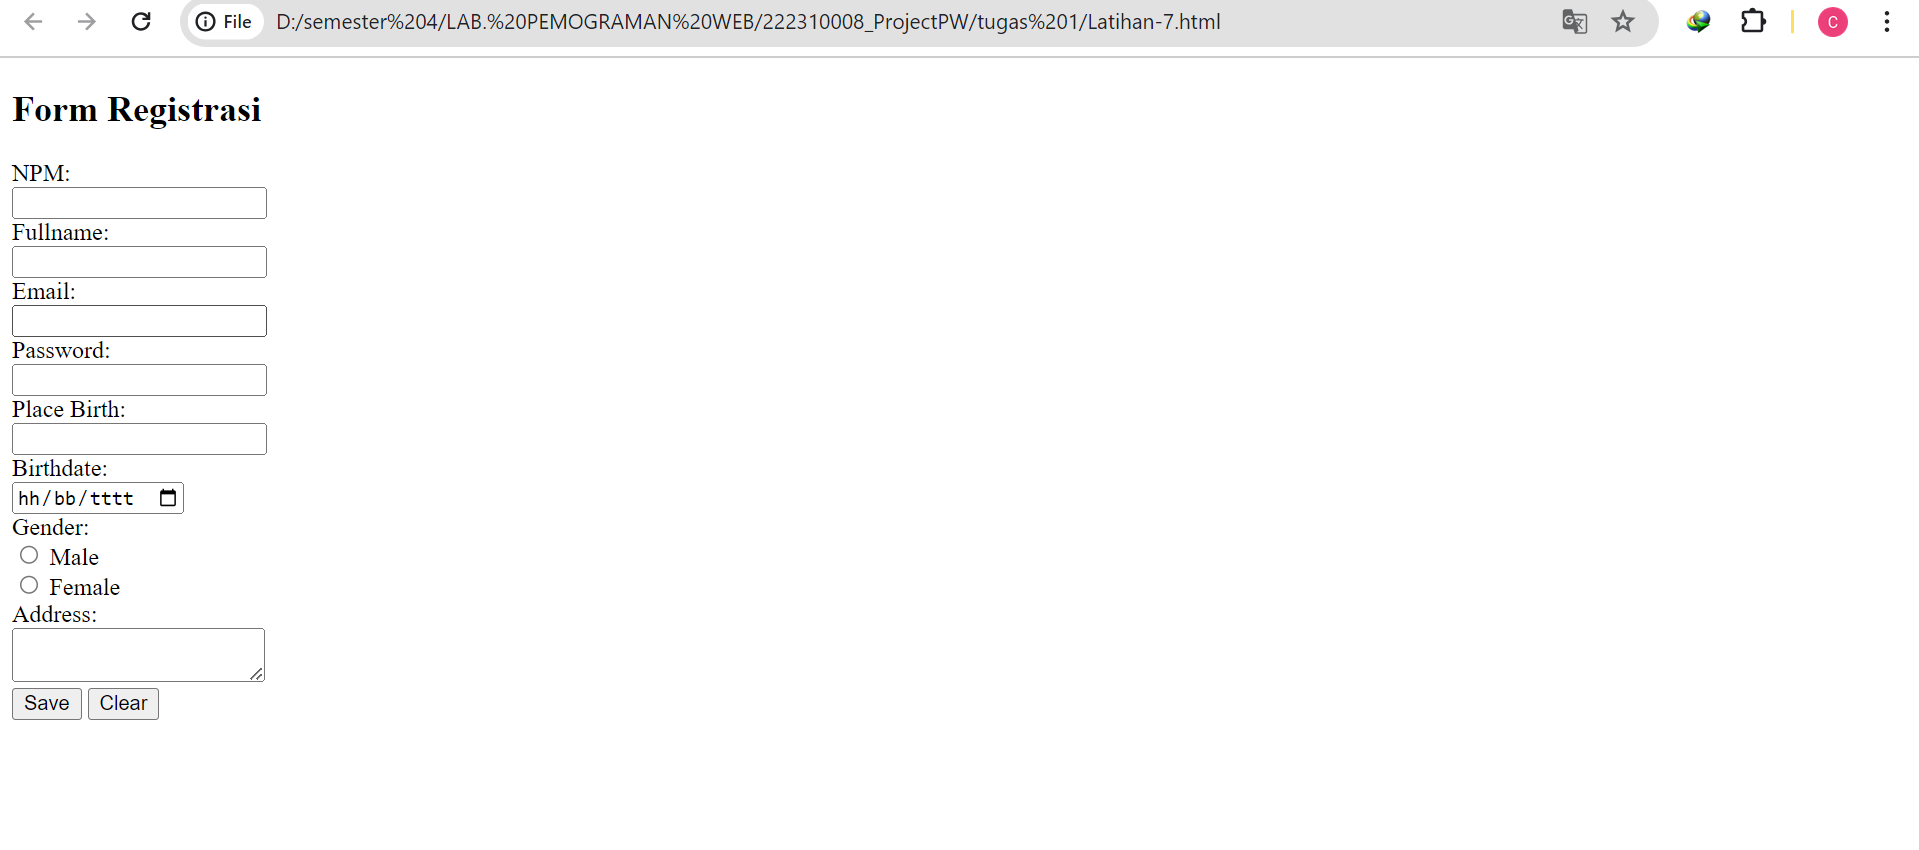 File D:/semester%204/LAB.%20PEMOGRAMAN%20WEB/222310008_ProjectPW/tugas%201/Latihan-7.html C
Form Registrasi
NPM:
Fullname:
Email:
Password:
Place Birth:
Birthdate:
hh/bb/tttt
Gender:
Male
Female
Address:
Save Clear